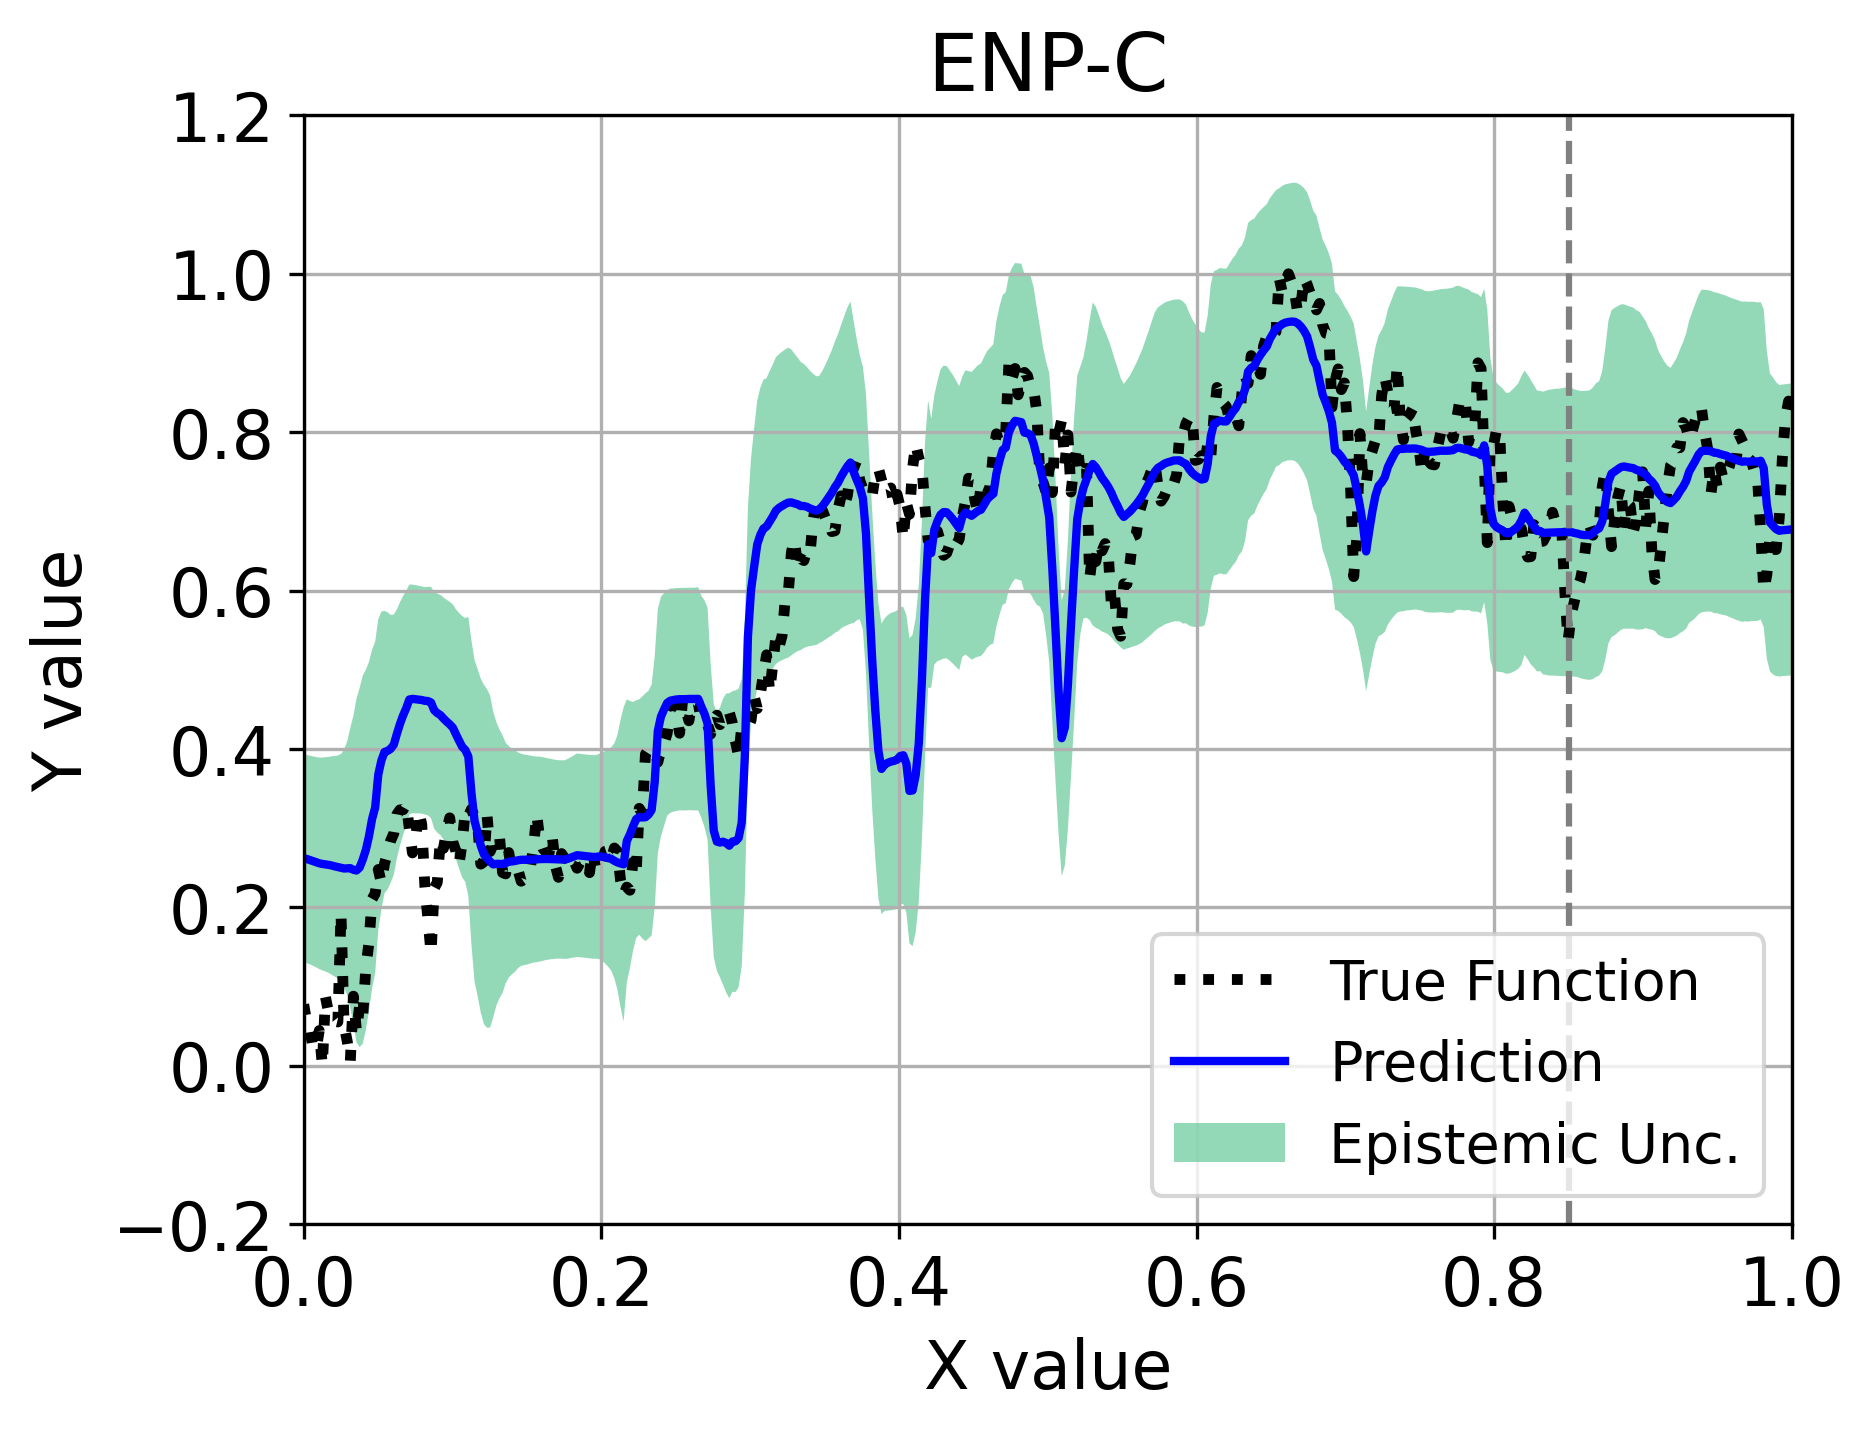 ENP-C
1.2
1.0
0.8
0.6
0.4
0.2
0.0
−0.2
Y value
0.0 0.2 0.4 0.6 0.8 1.0
X value
True Function
Prediction
Epistemic Unc.